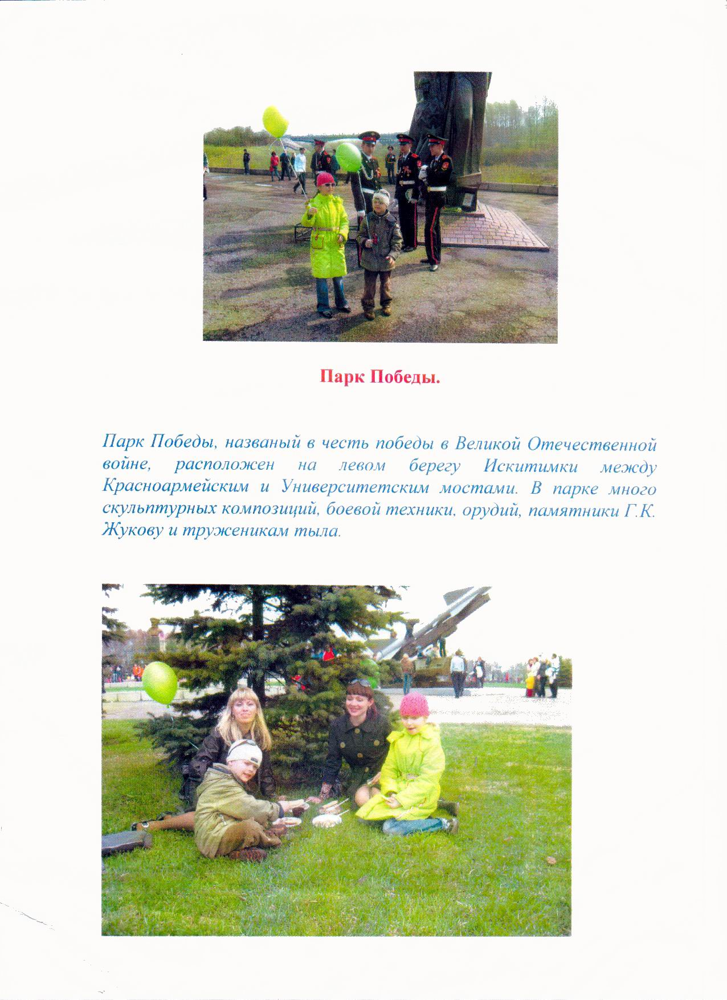 Парк Победы.
Парк Победы, названый в честь победы в Великой Отечественной
войне, расположен на левом берегу Искитимки между
Красноармейским и Университетским мостами. В парке много
скульптурных композиций, боевой техники, орудий, памятники Г.К.
Жукову и труженикам тыла.